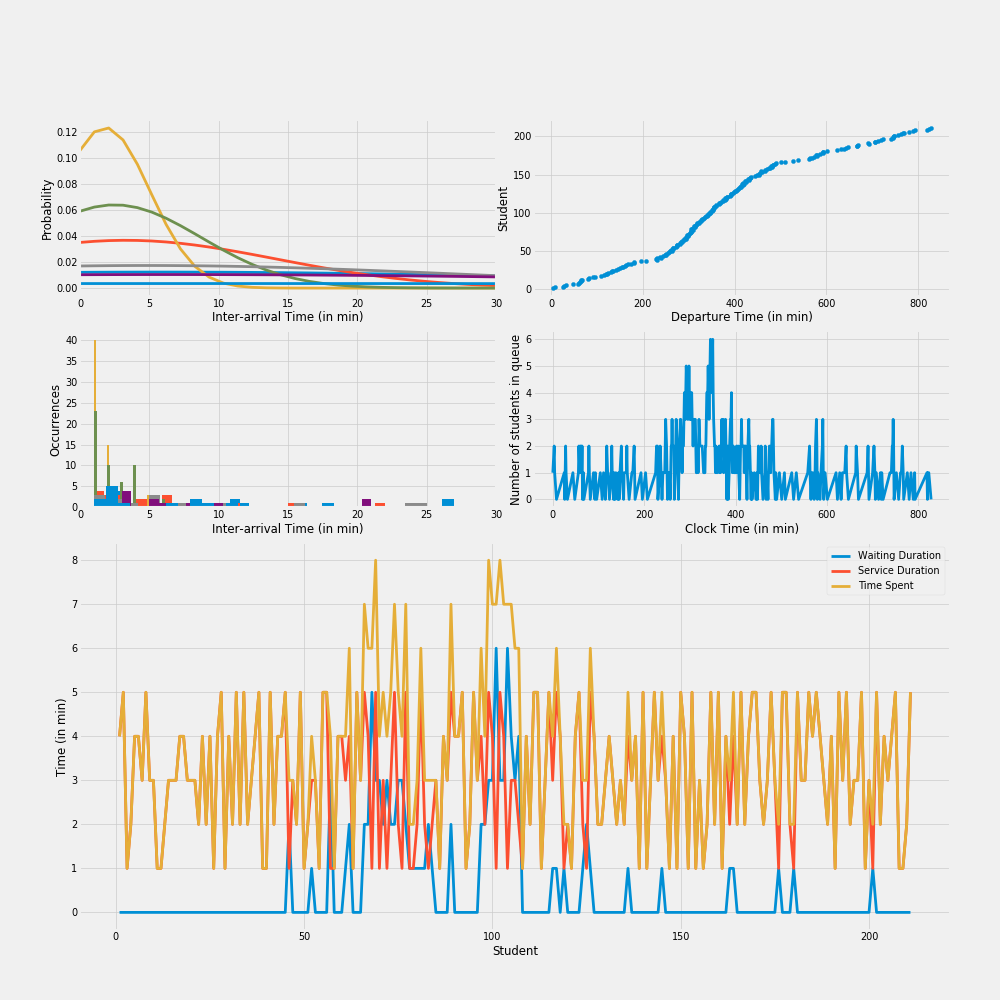 Probability
0.12
0.10
0.08
0.06
0.04
0.02
0.00
0 5 10 15 20 25 30
Inter-arrival Time (in min)
Student
200
150
100
50
0
0 200 400 600 800
Departure Time (in min)
Occurrences
40
35
30
25
20
15
10
5
0
0 5 10 15 20 25 30
Inter-arrival Time (in min)
Number of students in queue
6
5
4
3
2
1
0
0 200 400 600 800
Clock Time (in min)
Time (in min)
8
7
6
5
4
3
2
1
0
Waiting Duration
Service Duration
Time Spent
0 50 100 150 200
Student